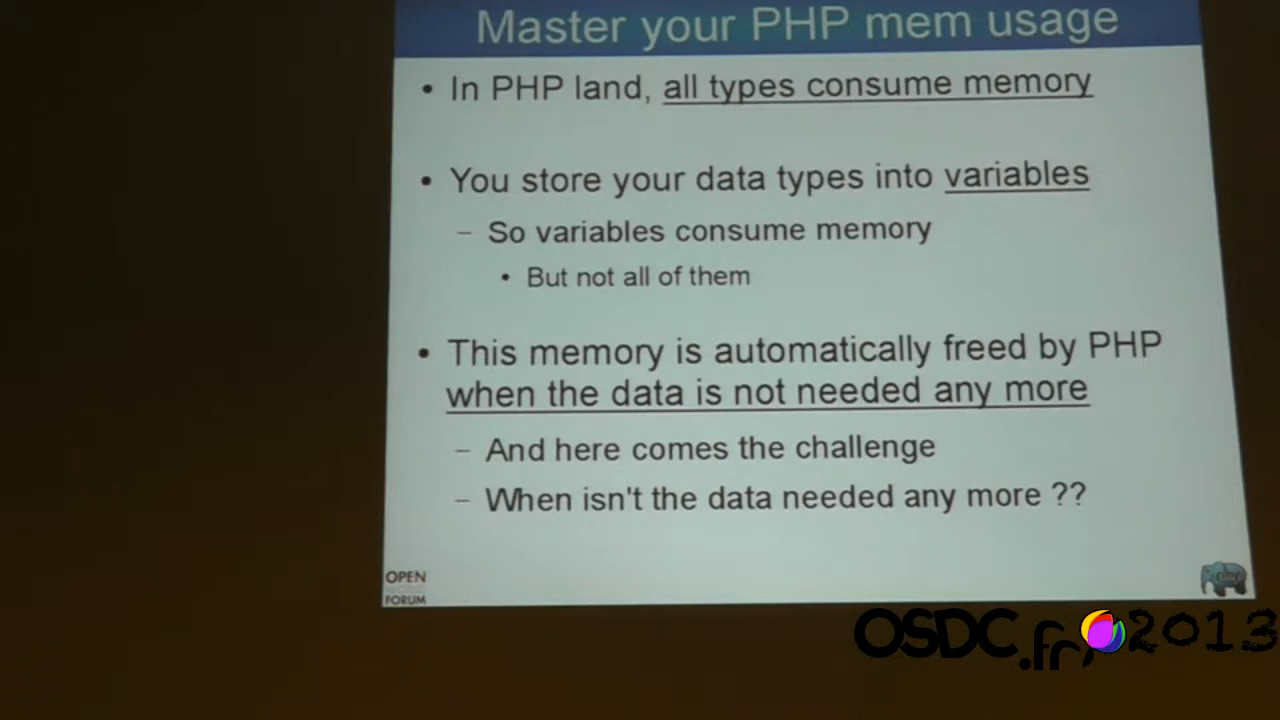 Master your PHP mem usage
• In PHP land, all types consume memory
• You store your data types into variables
– So variables consume memory
• But not all of them
• This memory is automatically freed by PHP
when the data is not needed any more
– And here comes the challenge
– When isn't the data needed any more ??
OPEN
FORUM
OSDC.fr 2013